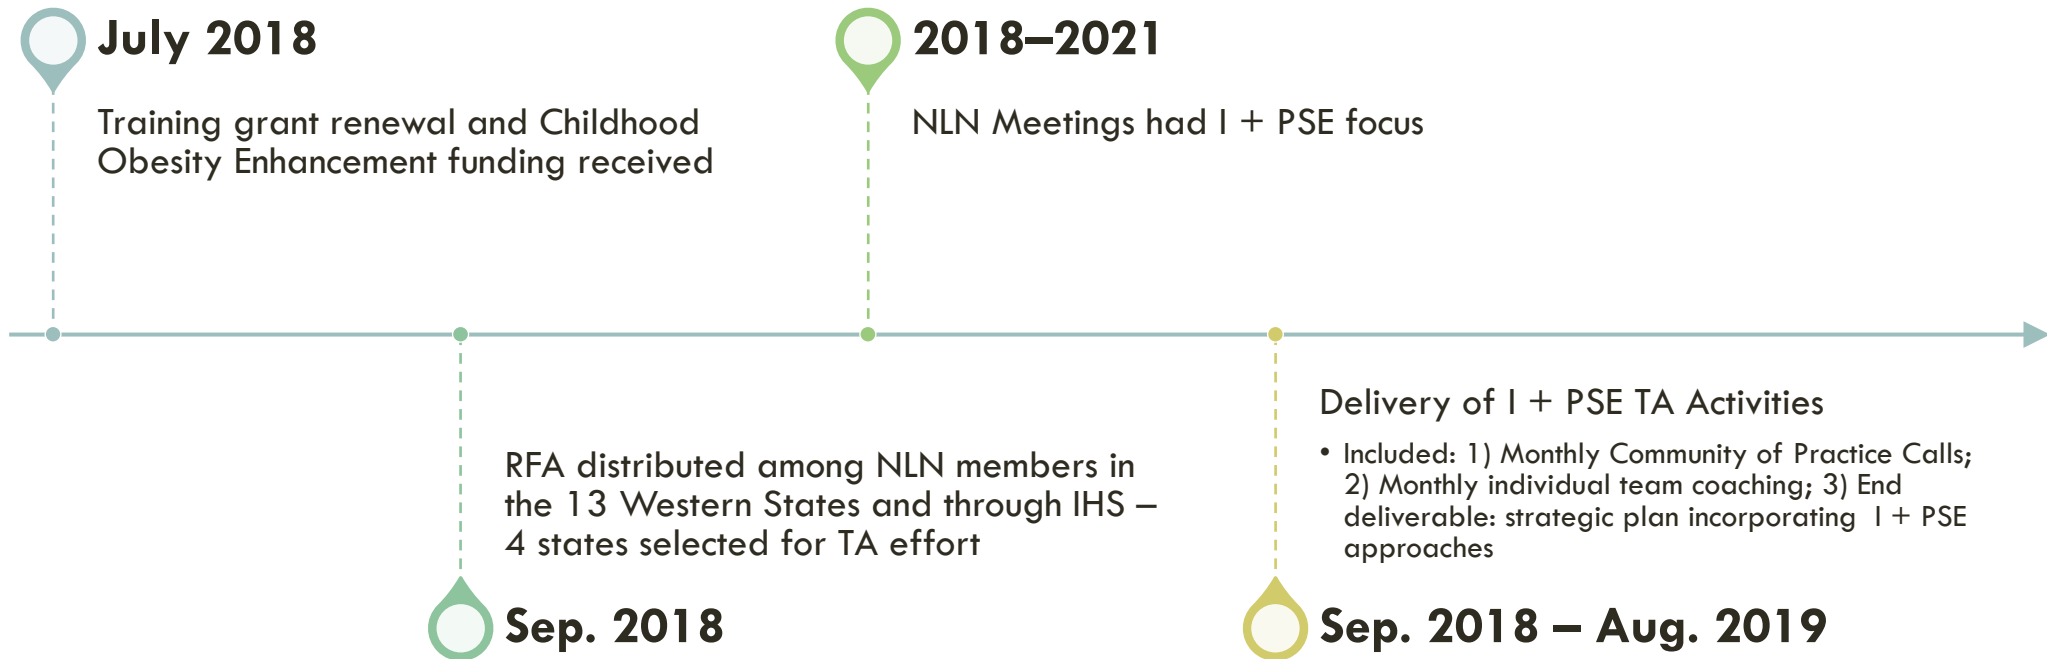 July 2018
Training grant renewal and Childhood
Obesity Enhancement funding received
2018–2021
NLN Meetings had I + PSE focus
RFA distributed among NLN members in
the 13 Western States and through IHS –
4 states selected for TA effort
Sep. 2018
Delivery of I + PSE TA Activities
• Included: 1) Monthly Community of Practice Calls;
2) Monthly individual team coaching; 3) End
deliverable: strategic plan incorporating I + PSE
approaches
Sep. 2018 – Aug. 2019